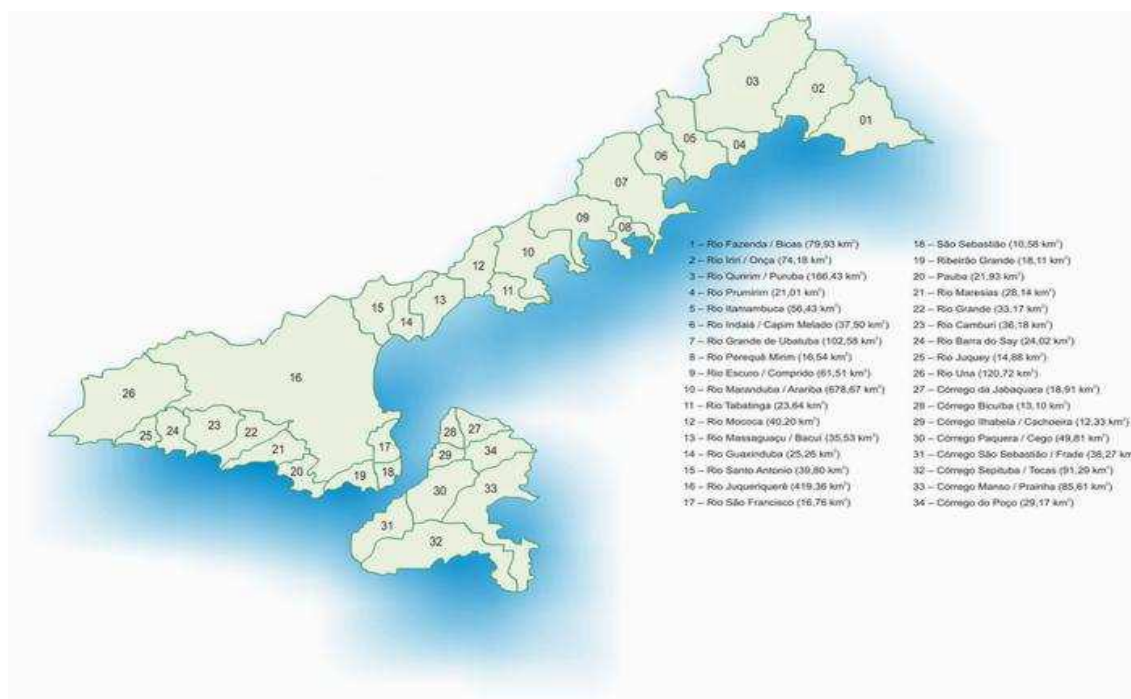 03
02
01
05
04
06
07
09
08
10
12
11
13
15
14
16
26
23
24
22
25
21
17
20
19
18
28
27
29
34
30
33
31
32
1 – Rio Fazenda / Bicas (79,93 km²)
2 – Rio Iriri / Onça (74,18 km²)
3 – Rio Quririm / Puruba (166,43 km²)
4 – Rio Prumirim (21,01 km²)
5 – Rio Itamambuca (56,43 km²)
6 – Rio Indaiá / Capim Melado (37,50 km²)
7 – Rio Grande de Ubatuba (102,58 km²)
8 – Rio Perequê Mirim (16,54 km²)
9 – Rio Escuro / Comprido (61,51 km²)
10 – Rio Maranduba / Arariba (678,67 km²)
11 – Rio Tabatinga (23,64 km²)
12 – Rio Mococa (40,20 km²)
13 – Rio Massaguaçu / Bacuí (35,53 km²)
14 – Rio Guaxinduba (25,26 km²)
15 – Rio Santo Antonio (39,80 km²)
16 – Rio Juqueriquerê (419,36 km²)
17 – Rio São Francisco (16,76 km²)
18 – São Sebastião (10,58 km²)
19 – Ribeirão Grande (18,11 km²)
20 – Pauba (21,93 km²)
21 – Rio Maresias (28,14 km²)
22 – Rio Grande (33,17 km²)
23 – Rio Camburi (36,18 km²)
24 – Rio Barra do Say (24,02 km²)
25 – Rio Juquey (14,88 km²)
26 – Rio Una (120,72 km²)
27 – Córrego da Jabaquara (18,91 km²)
28 – Córrego Bicuíba (13,10 km²)
29 – Córrego Ilhabela / Cachoeira (12,33 km²)
30 – Córrego Paquera / Cego (49,81 km²)
31 – Córrego São Sebastião / Frade (38,27 km
32 – Córrego Sepituba / Tocas (91,29 km²)
33 – Córrego Manso / Prainha (85,61 km²)
34 – Córrego do Poço (29,17 km²)